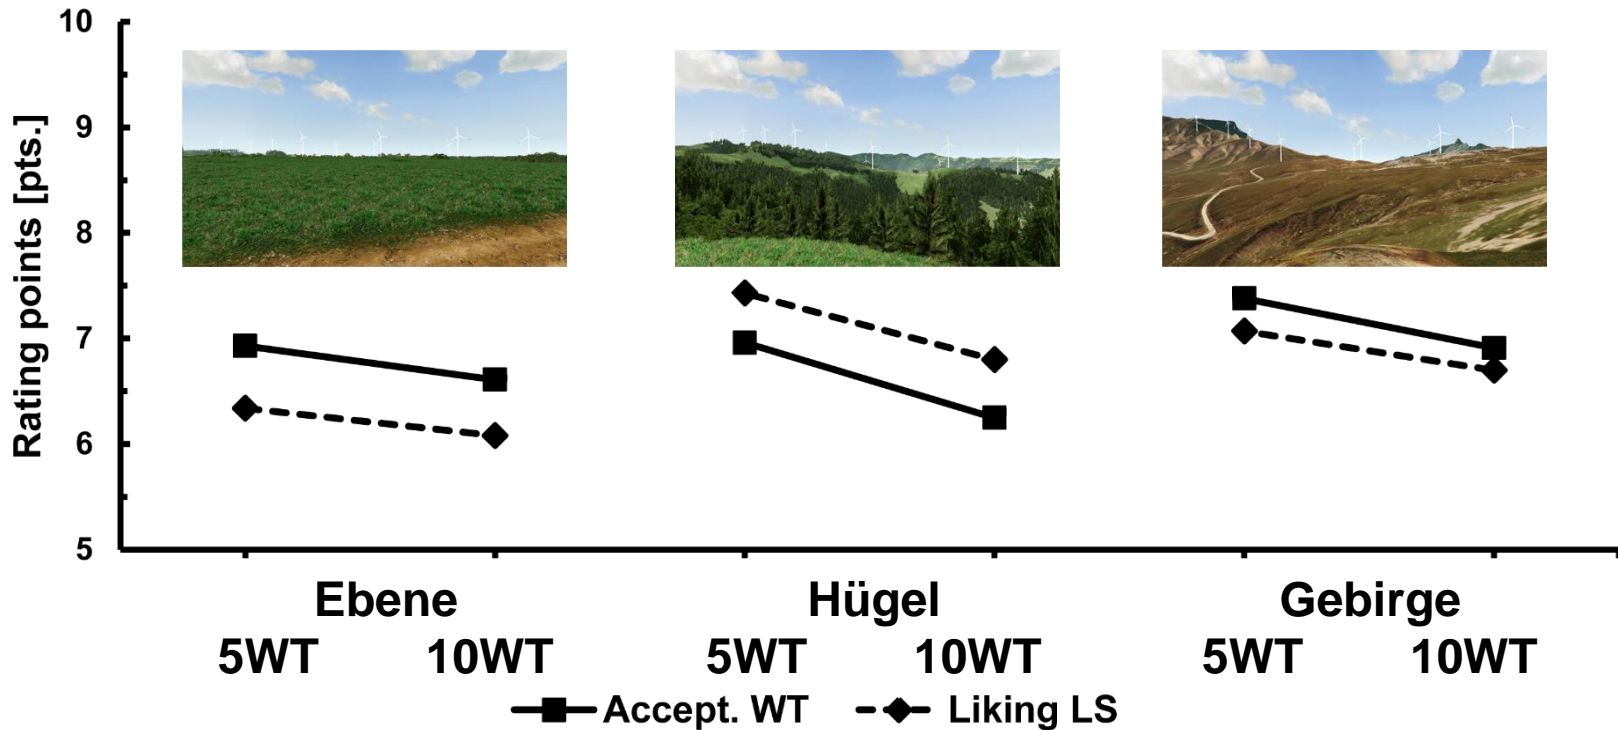 10
9
8
7
6
5
Rating points [pts.]
Ebene Hügel Gebirge
5WT 10WT 5WT 10WT 5WT 10WT
Accept. WT Liking LS